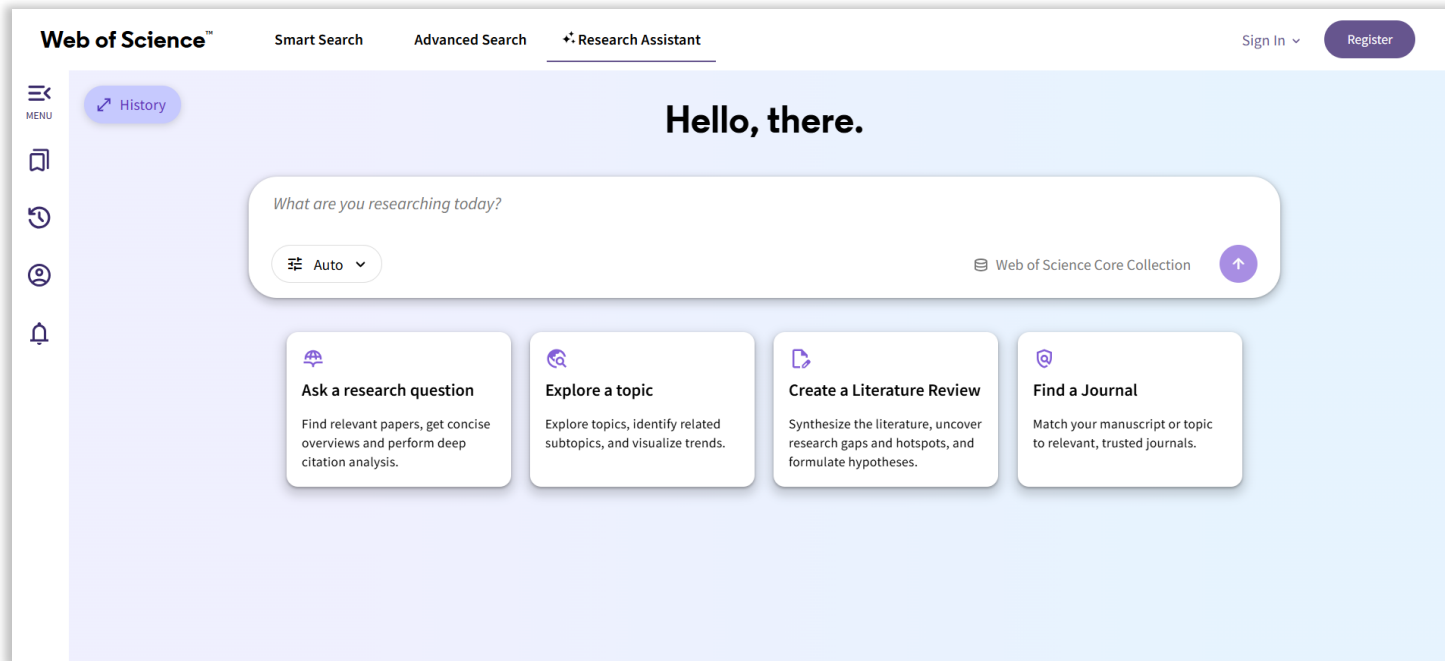 Web of Science™
Smart Search
Advanced Search
Research Assistant
Sign In
Register
MENU
History
Hello, there.
What are you researching today?
Auto
Web of Science Core Collection
Ask a research question
Find relevant papers, get concise
overviews and perform deep
citation analysis.
Explore a topic
Explore topics, identify related
subtopics, and visualize trends.
Create a Literature Review
Synthesize the literature, uncover
research gaps and hotspots, and
formulate hypotheses.
Find a Journal
Match your manuscript or topic
to relevant, trusted journals.